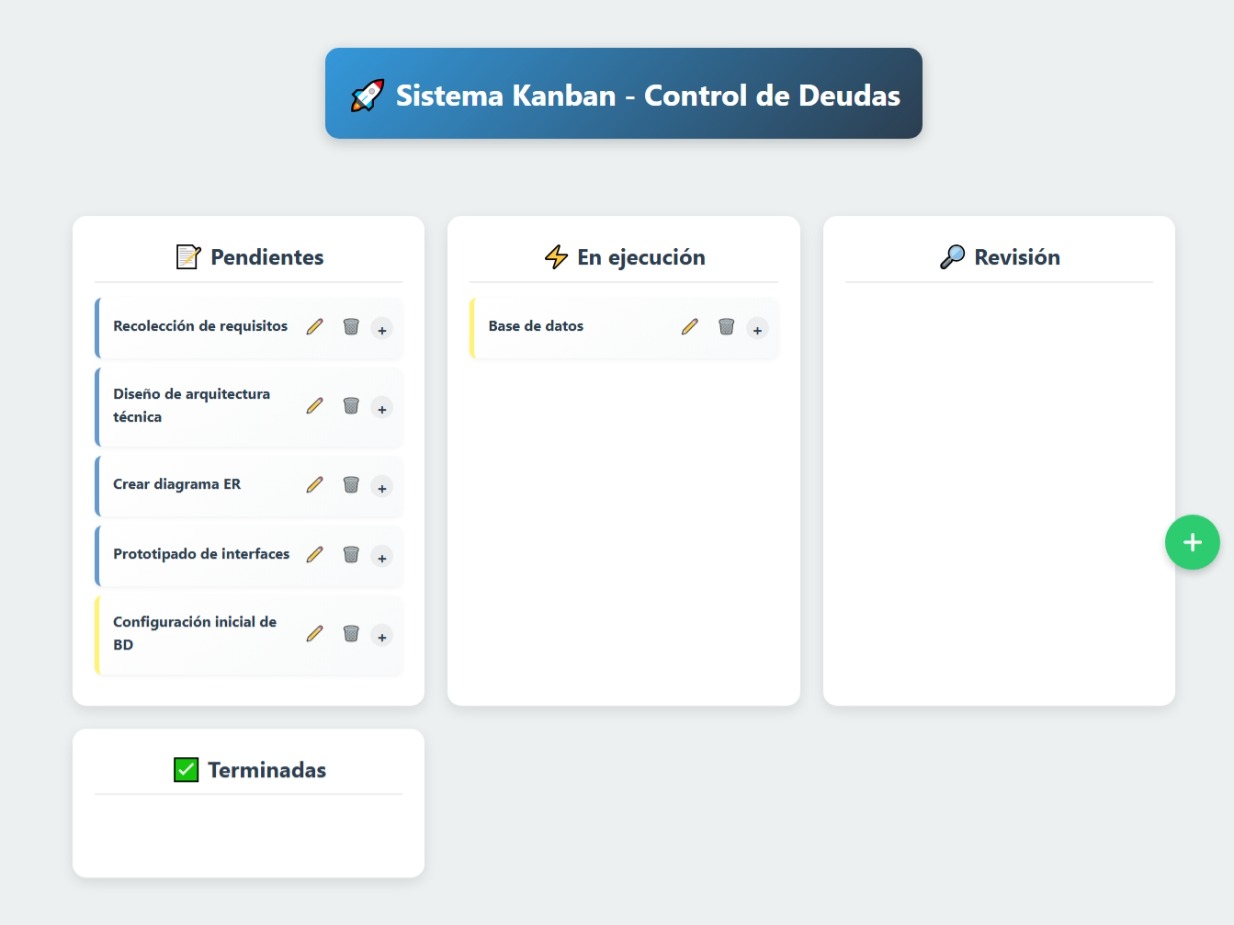 🚀 Sistema Kanban - Control de Deudas
📝 Pendientes
Recolección de requisitos
+
Diseño de arquitectura
técnica
+
Crear diagrama ER
+
Prototipado de interfaces
+
Configuración inicial de
BD
+
⚡ En ejecución
Base de datos
+
🔎 Revisión
+
✅ Terminadas